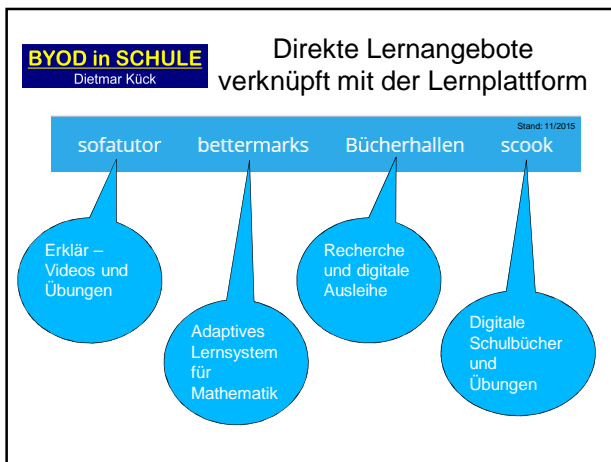 BYOD in SCHULE
Dietmar Kück
Direkte Lernangebote
verknüpft mit der Lernplattform
Stand: 11/2015
sofatutor bettermarks Bücherhallen scook
Erklär –
Videos und
Übungen
Adaptives
Lernsystem
für
Mathematik
Recherche
und digitale
Ausleihe
Digitale
Schulbücher
und
Übungen